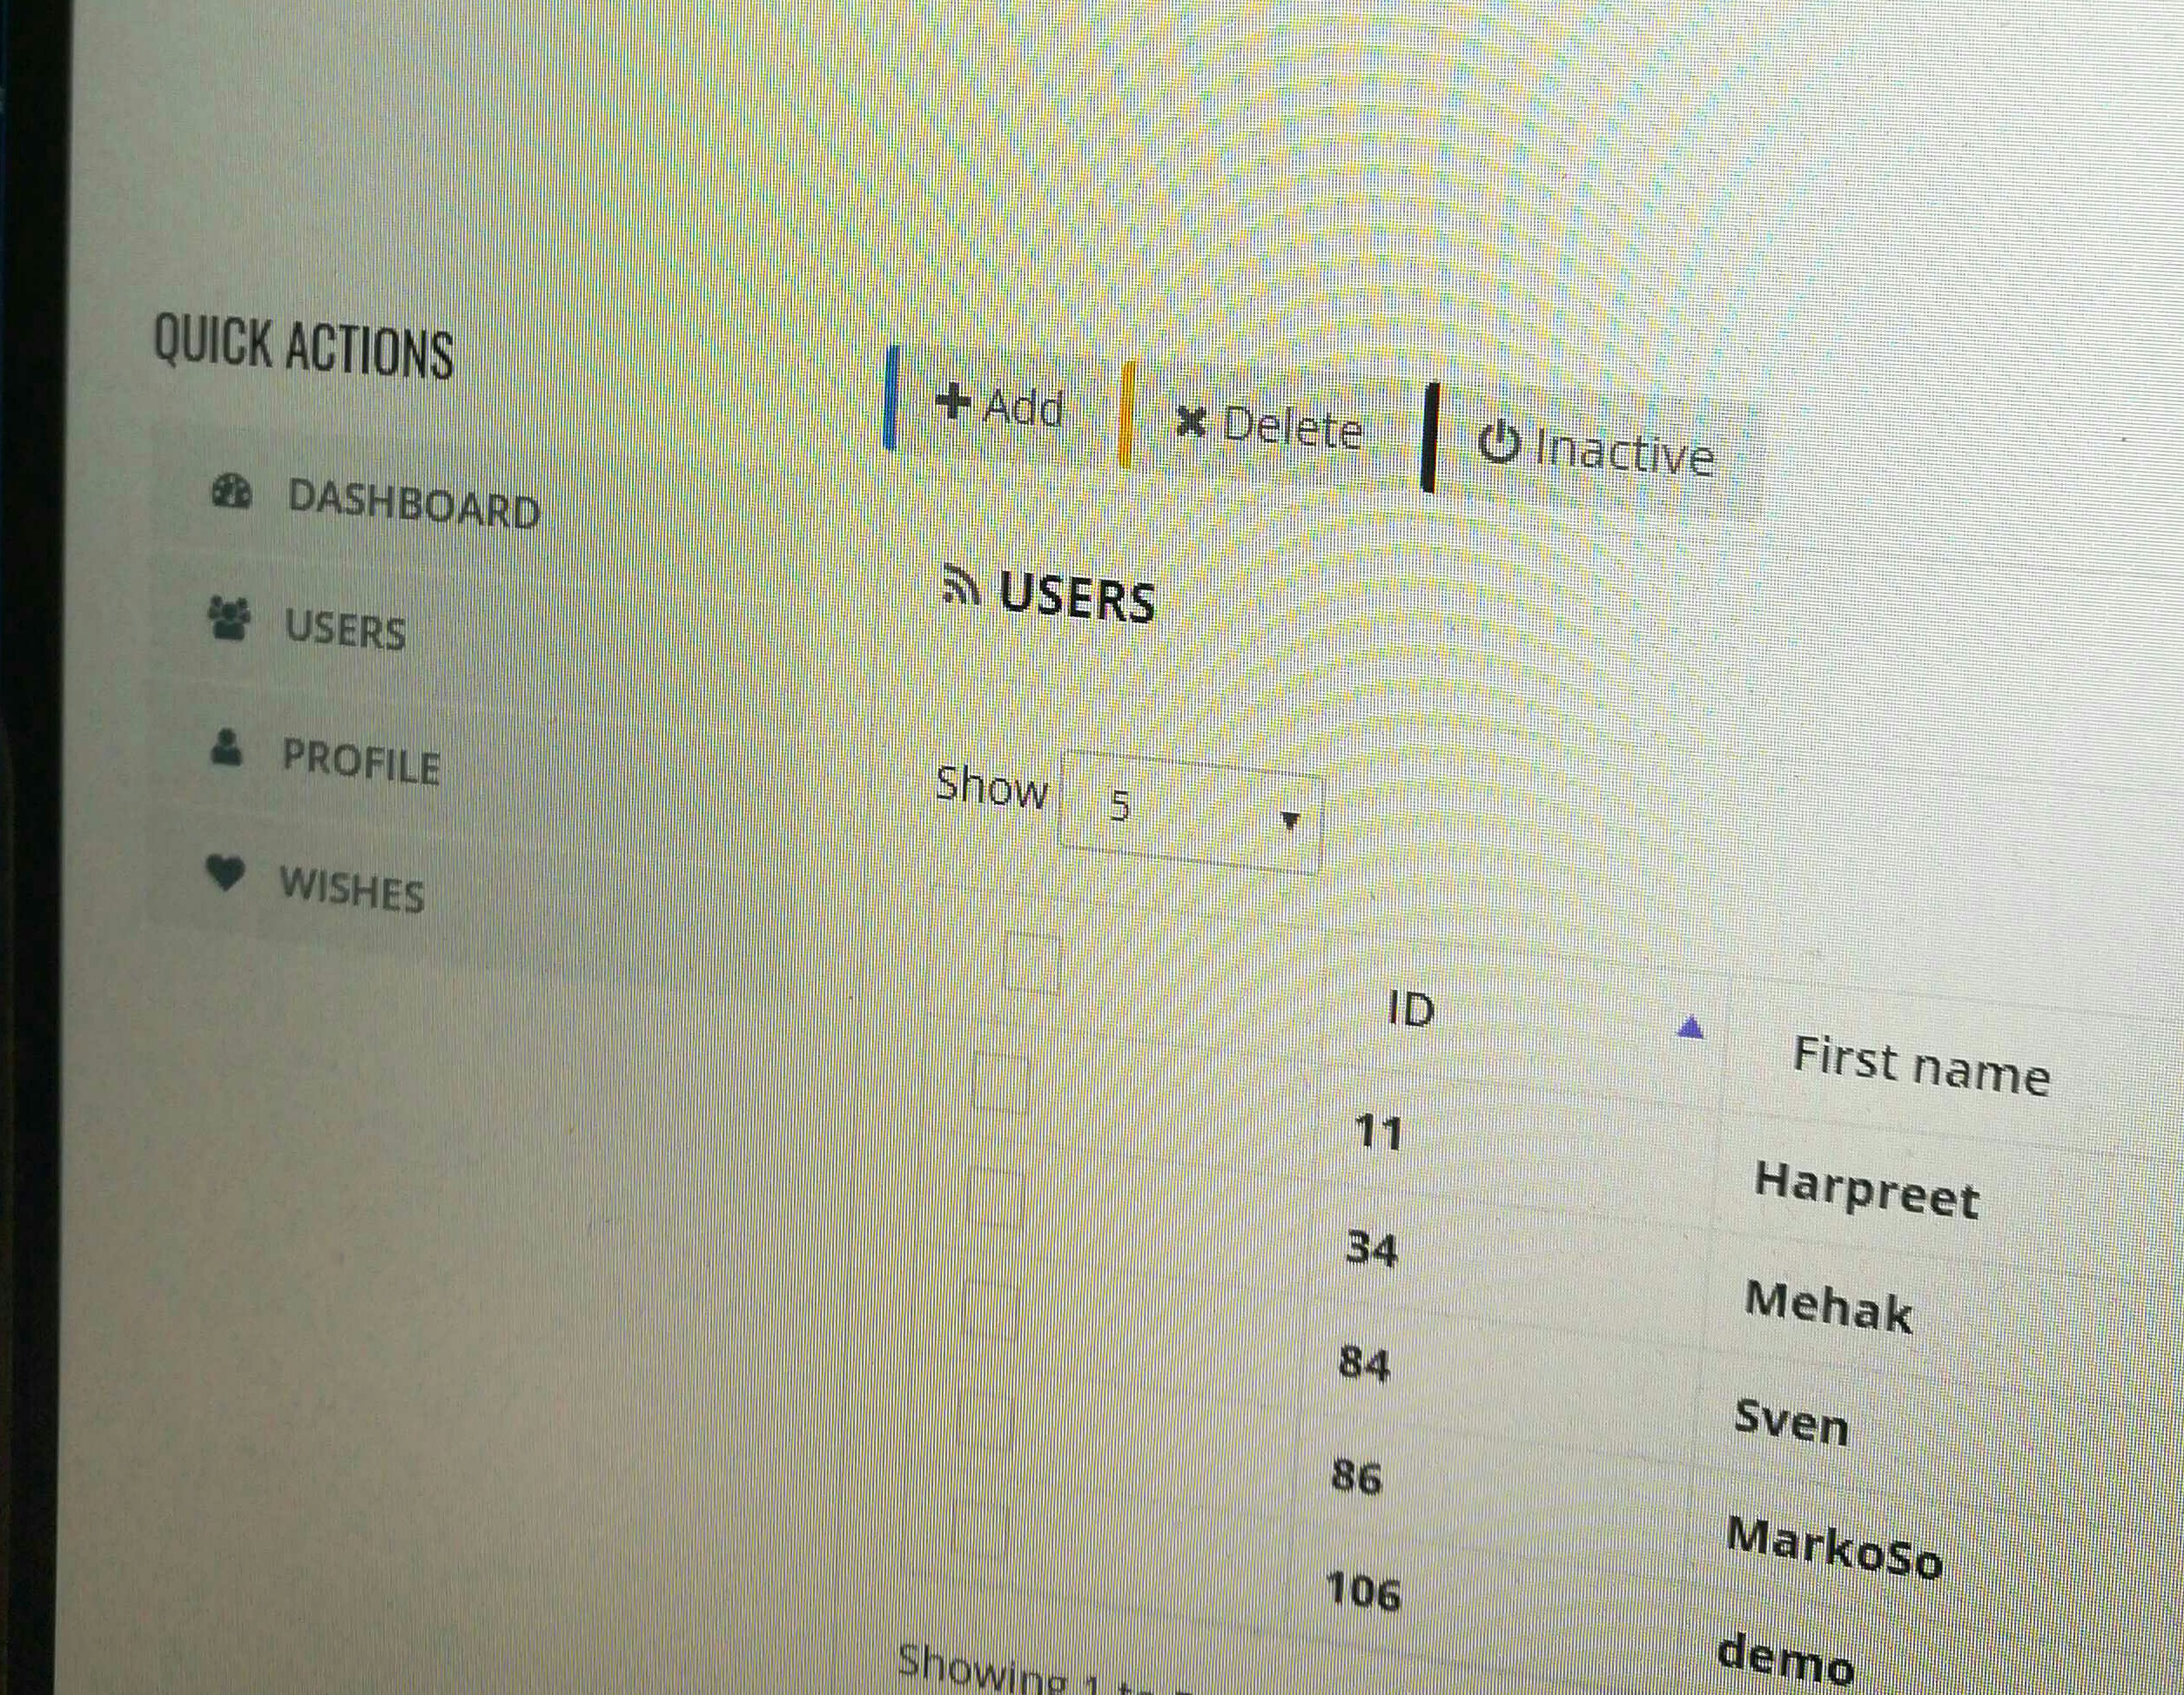 QUICK ACTIONS
DASHBOARD
USERS
PROFILE
WISHES
Add
Delete
Inactive
USERS
Show 5
ID First name
11 Harpreet
34 Mehak
84 Sven
86 MarkoSo
106 demo
Showing 1 to